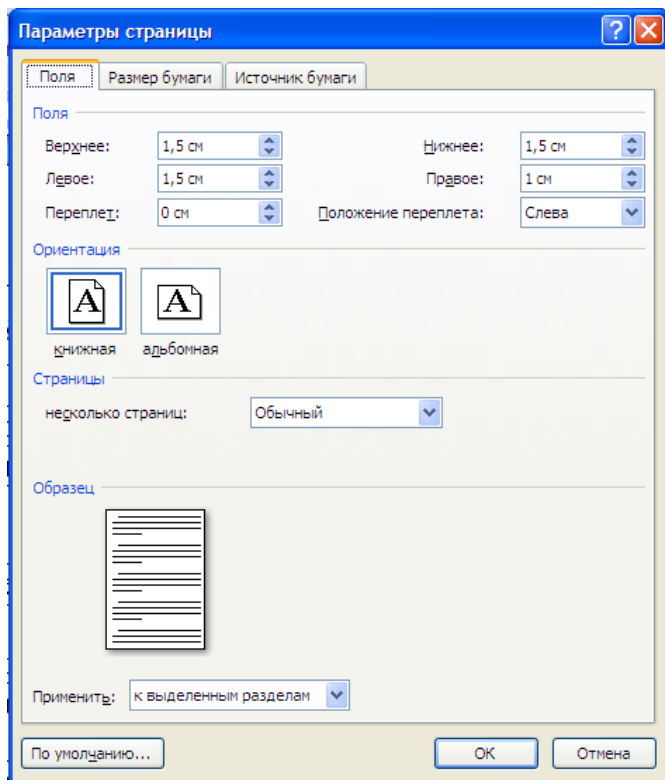 Параметры страницы
Поля Размер бумаги Источник бумаги
Поля
Верхнее: 1,5 см Нижнее: 1,5 см
Левое: 1,5 см Правое: 1 см
Переплет: 0 см Положение переплета: Слева
Ориентация
A A
книжная альбомная
Страницы
несколько страниц: Обычный
Образец
Применить: к выделенным разделам
По умолчанию... ОК Отмена